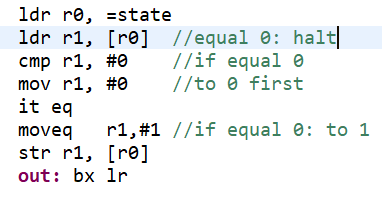 ldr r0, =state
ldr r1, [r0] //equal 0: halt
cmp r1, #0 //if equal 0
mov r1, #0 //to 0 first
it eq
moveq r1,#1 //if equal 0: to 1
str r1, [r0]
out: bx lr